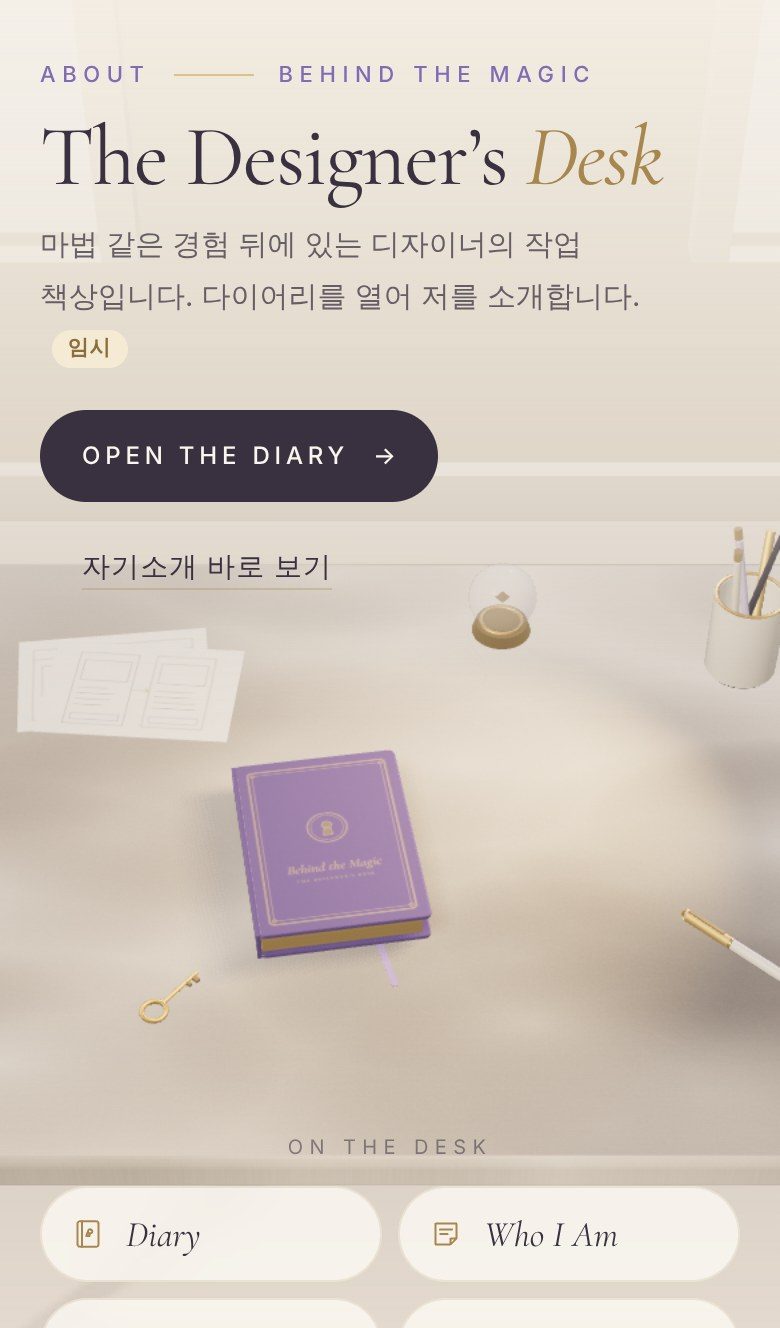 ABOUT BEHIND THE MAGIC
The Designer’s Desk
마법 같은 경험 뒤에 있는 디자이너의 작업
책상입니다. 다이어리를 열어 저를 소개합니다.
임시
OPEN THE DIARY →
자기소개 바로 보기
Behind the Magic
ON THE DESK
Diary
Who I Am